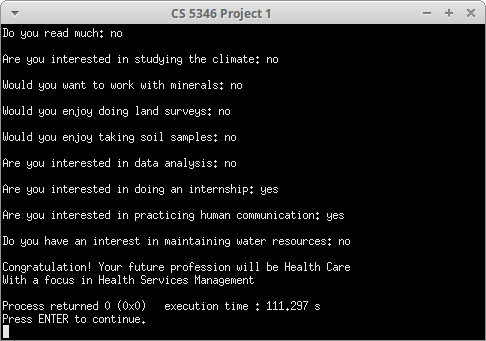 CS 5346 Project 1
Do you read much: no
Are you interested in studying the climate: no
Would you want to work with minerals: no
Would you enjoy doing land surveys: no
Would you enjoy taking soil samples: no
Are you interested in data analysis: no
Are you interested in doing an internship: yes
Are you interested in practicing human communication: yes
Do you have an interest in maintaining water resources: no
Congratulation! Your future profession will be Health Care
With a focus in Health Services Management
Process returned 0 (0x0)   execution time : 111.297 s
Press ENTER to continue.